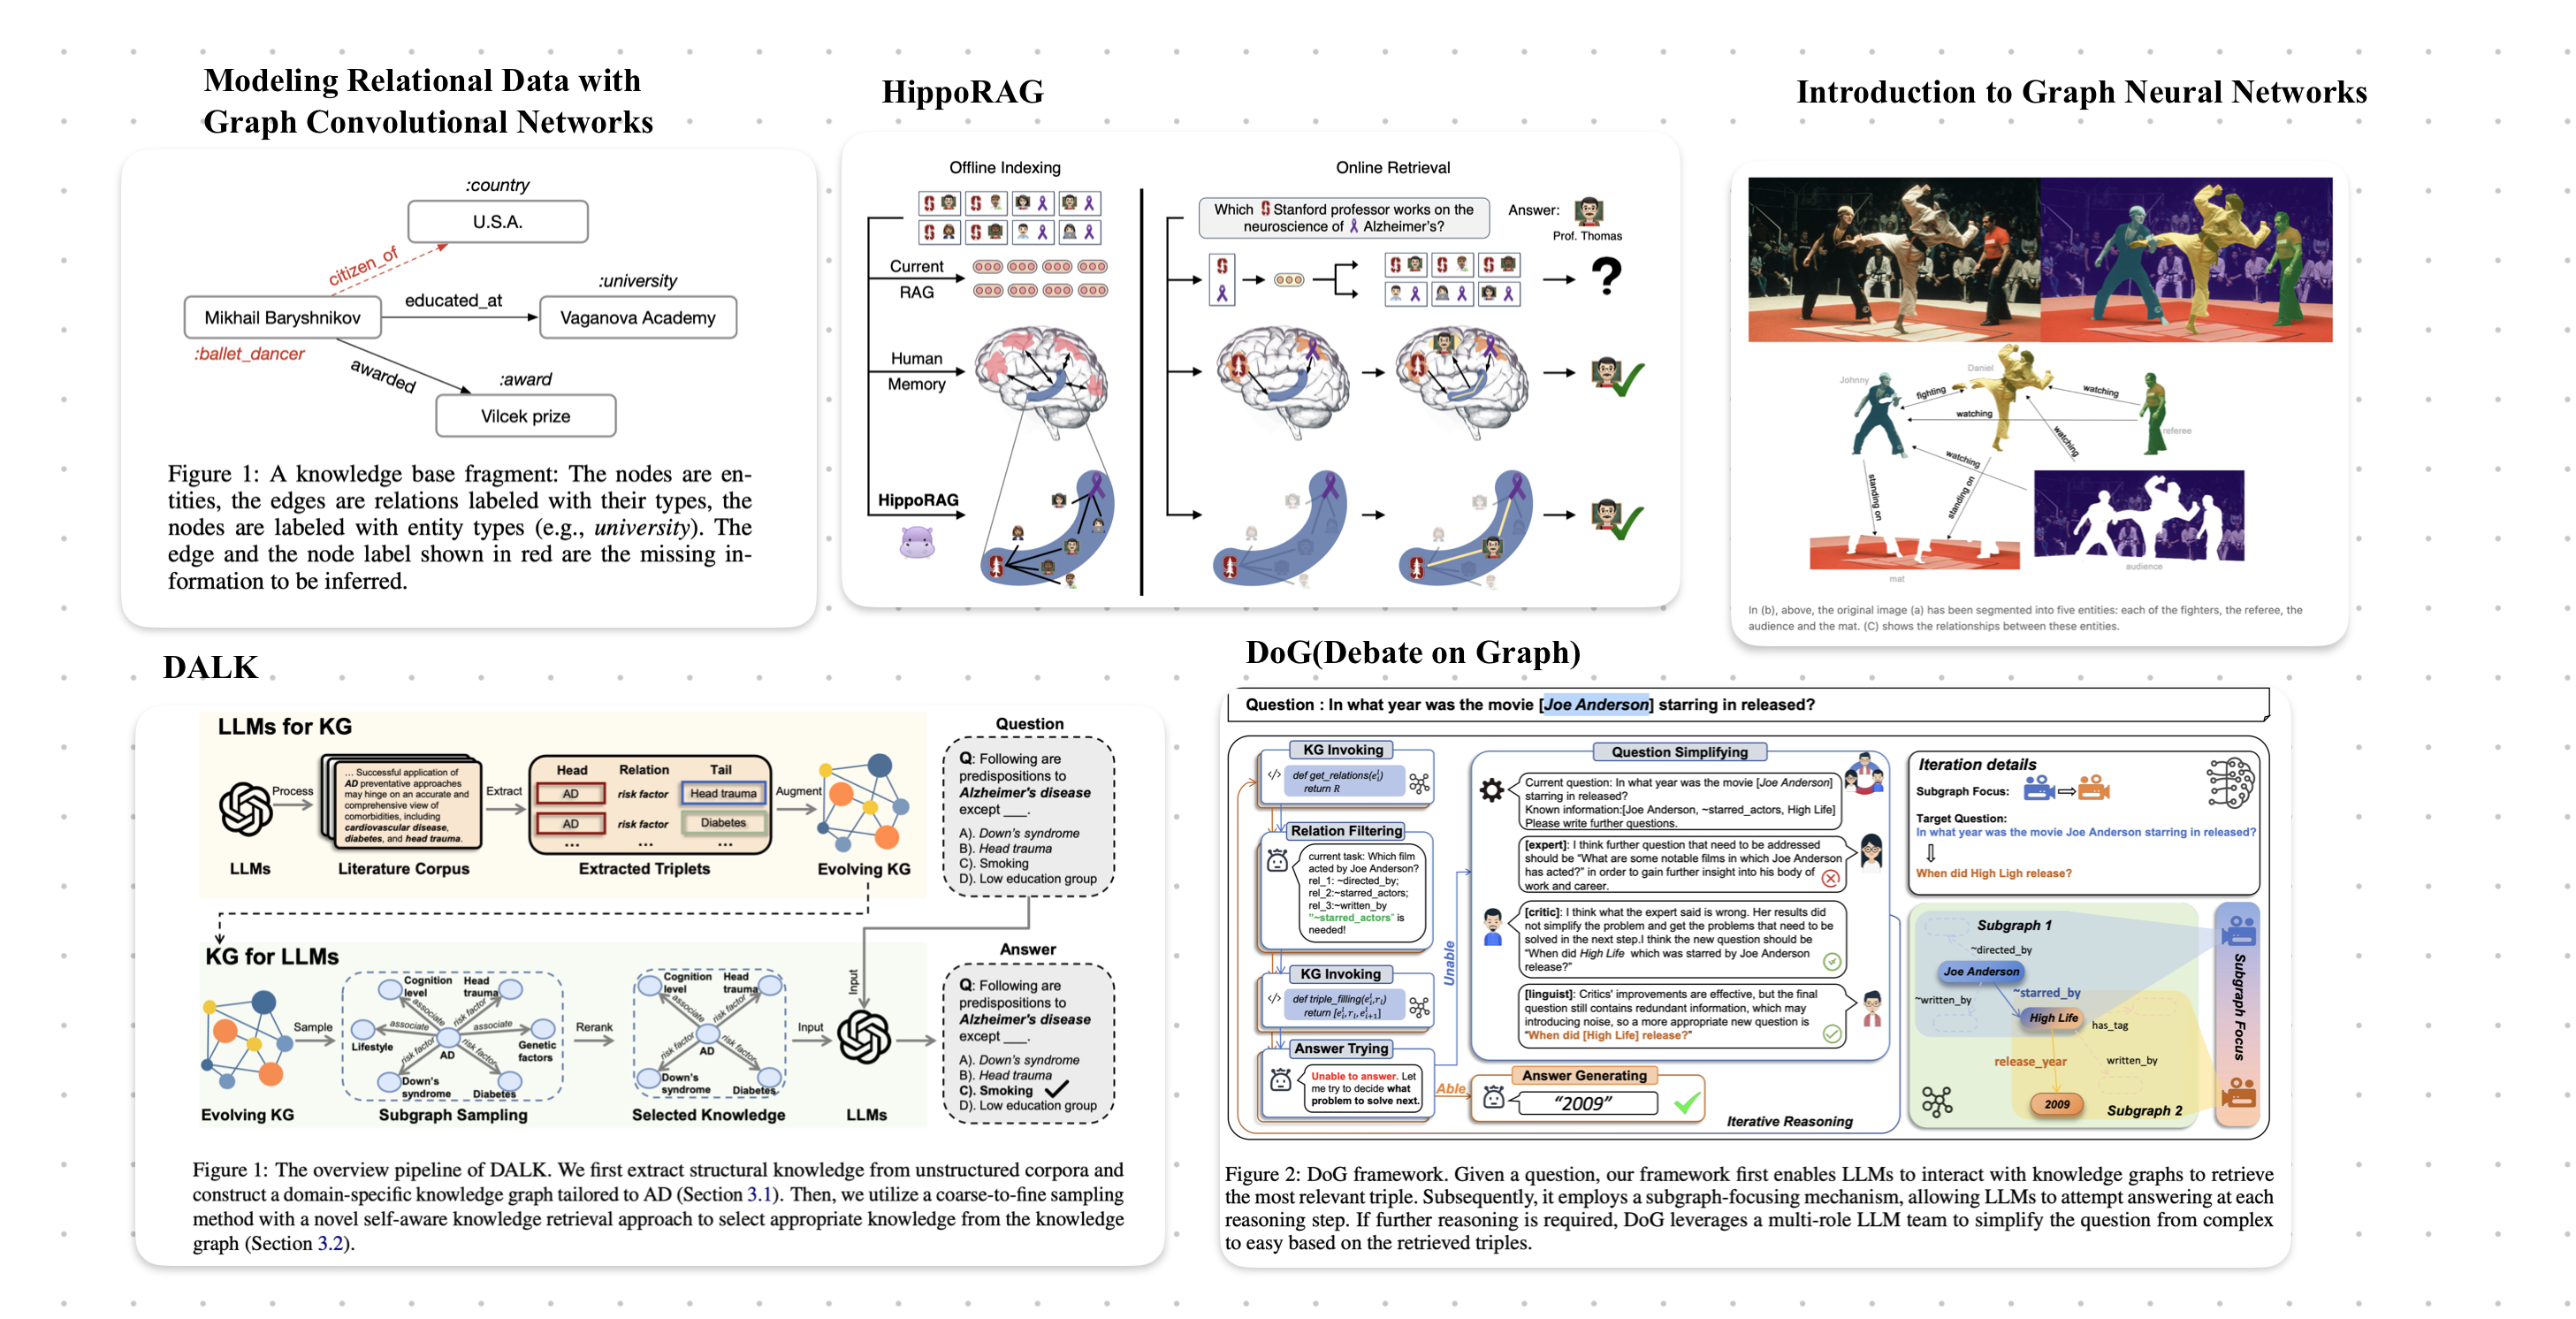 Modeling Relational Data with
Graph Convolutional Networks
:country
U.S.A.
citizen_of
:university
Mikhail Baryshnikov
educated_at
Vaganova Academy
:ballet_dancer
awarded
:award
Vilcek prize
Figure 1: A knowledge base fragment: The nodes are en-
tities, the edges are relations labeled with their types, the
nodes are labeled with entity types (e.g., university). The
edge and the node label shown in red are the missing in-
formation to be inferred.
HippoRAG
Offline Indexing
Online Retrieval
Which Stanford professor works on the
neuroscience of Alzheimer's?
Answer:
Prof. Thomas
Current
RAG
?
Human
Memory
HippoRAG
Introduction to Graph Neural Networks
Johnny
Daniel
fighting
watching
watching
referee
watching
watching
standing on
standing on
mat
audience
In (b), above, the original image (a) has been segmented into five entities: each of the fighters, the referee, the
audience and the mat. (C) shows the relationships between these entities.
DALK
LLMs for KG
LLMs
Process
... Successful application of
AD preventative approaches
may hinge on an accurate and
comprehensive view of
comorbidities, including
cardiovascular disease,
diabetes, and head trauma.
Literature Corpus
Extract
Head Relation Tail
AD risk factor Head trauma
AD risk factor Diabetes
... ... ...
Extracted Triplets
Augment
Evolving KG
Question
Q: Following are
predispositions to
Alzheimer's disease
except ___.
A). Down's syndrome
B). Head trauma
C). Smoking
D). Low education group
KG for LLMs
Evolving KG
Sample
Cognition
level
Head
trauma
associate
risk factor
associate
associate
Lifestyle
AD
Genetic
factors
risk factor
risk factor
Down's
syndrome
Diabetes
Subgraph Sampling
Rerank
Cognition
level
Head
trauma
associate
risk factor
AD
risk factor
risk factor
Down's
syndrome
Diabetes
Selected Knowledge
Input
Input
LLMs
Answer
Q: Following are
predispositions to
Alzheimer's disease
except ___.
A). Down's syndrome
B). Head trauma
C). Smoking
D). Low education group
Figure 1: The overview pipeline of DALK. We first extract structural knowledge from unstructured corpora and
construct a domain-specific knowledge graph tailored to AD (Section 3.1). Then, we utilize a coarse-to-fine sampling
method with a novel self-aware knowledge retrieval approach to select appropriate knowledge from the knowledge
graph (Section 3.2).
DoG(Debate on Graph)
Question : In what year was the movie [Joe Anderson] starring in released?
KG Invoking
</>
def get_relations(e
return R
Relation Filtering
current task: Which film
acted by Joe Anderson?
rel_1: ~directed_by;
rel_2:~starred_actors;
rel_3:~written_by
"~starred_actors" is
needed!
KG Invoking
</>
def triple_filling(
return
Answer Trying
Unable to answer. Let
me try to decide what
problem to solve next.
Unable
Able
Question Simplifying
Current question: In what year was the movie [Joe Anderson]
starring in released?
Known information:[Joe Anderson, ~starred_actors, High Life]
Please write further questions.
[expert]: I think further question that need to be addressed
should be "What are some notable films in which Joe Anderson
has acted?" in order to gain further insight into his body of
work and career.
[critic]: I think what the expert said is wrong. Her results did
not simplify the problem and get the problems that need to be
solved in the next step.I think the new question should be
"When did High Life which was starred by Joe Anderson
release?"
[linguist]: Critics' improvements are effective, but the final
question still contains redundant information, which may
introducing noise, so a more appropriate new question is
"When did [High Life] release?"
Answer Generating
"2009"
Iterative Reasoning
Iteration details
Subgraph Focus:
Target Question:
In what year was the movie Joe Anderson starring in released?
When did High Ligh release?
Subgraph 1
~directed_by
Joe Anderson
~written_by
~starred_by
High Life
has_tag
release_year
written_by
2009
Subgraph 2
Subgraph Focus
Figure 2: DoG framework. Given a question, our framework first enables LLMs to interact with knowledge graphs to retrieve
the most relevant triple. Subsequently, it employs a subgraph-focusing mechanism, allowing LLMs to attempt answering at each
reasoning step. If further reasoning is required, DoG leverages a multi-role LLM team to simplify the question from complex
to easy based on the retrieved triples.